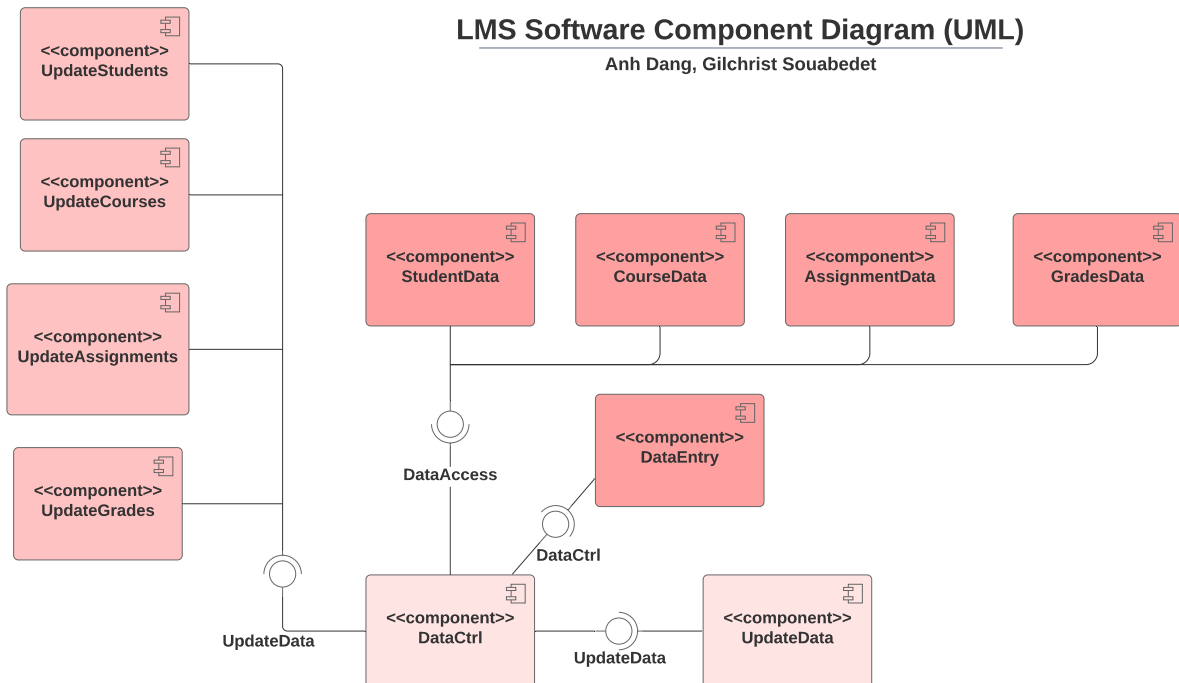 LMS Software Component Diagram (UML)
Anh Dang, Gilchrist Souabedet
<<component>>
UpdateStudents
<<component>>
UpdateCourses
<<component>>
UpdateAssignments
<<component>>
UpdateGrades
<<component>>
StudentData
<<component>>
CourseData
<<component>>
AssignmentData
<<component>>
GradesData
DataAccess
<<component>>
DataEntry
DataCtrl
UpdateData
<<component>>
DataCtrl
UpdateData
<<component>>
UpdateData